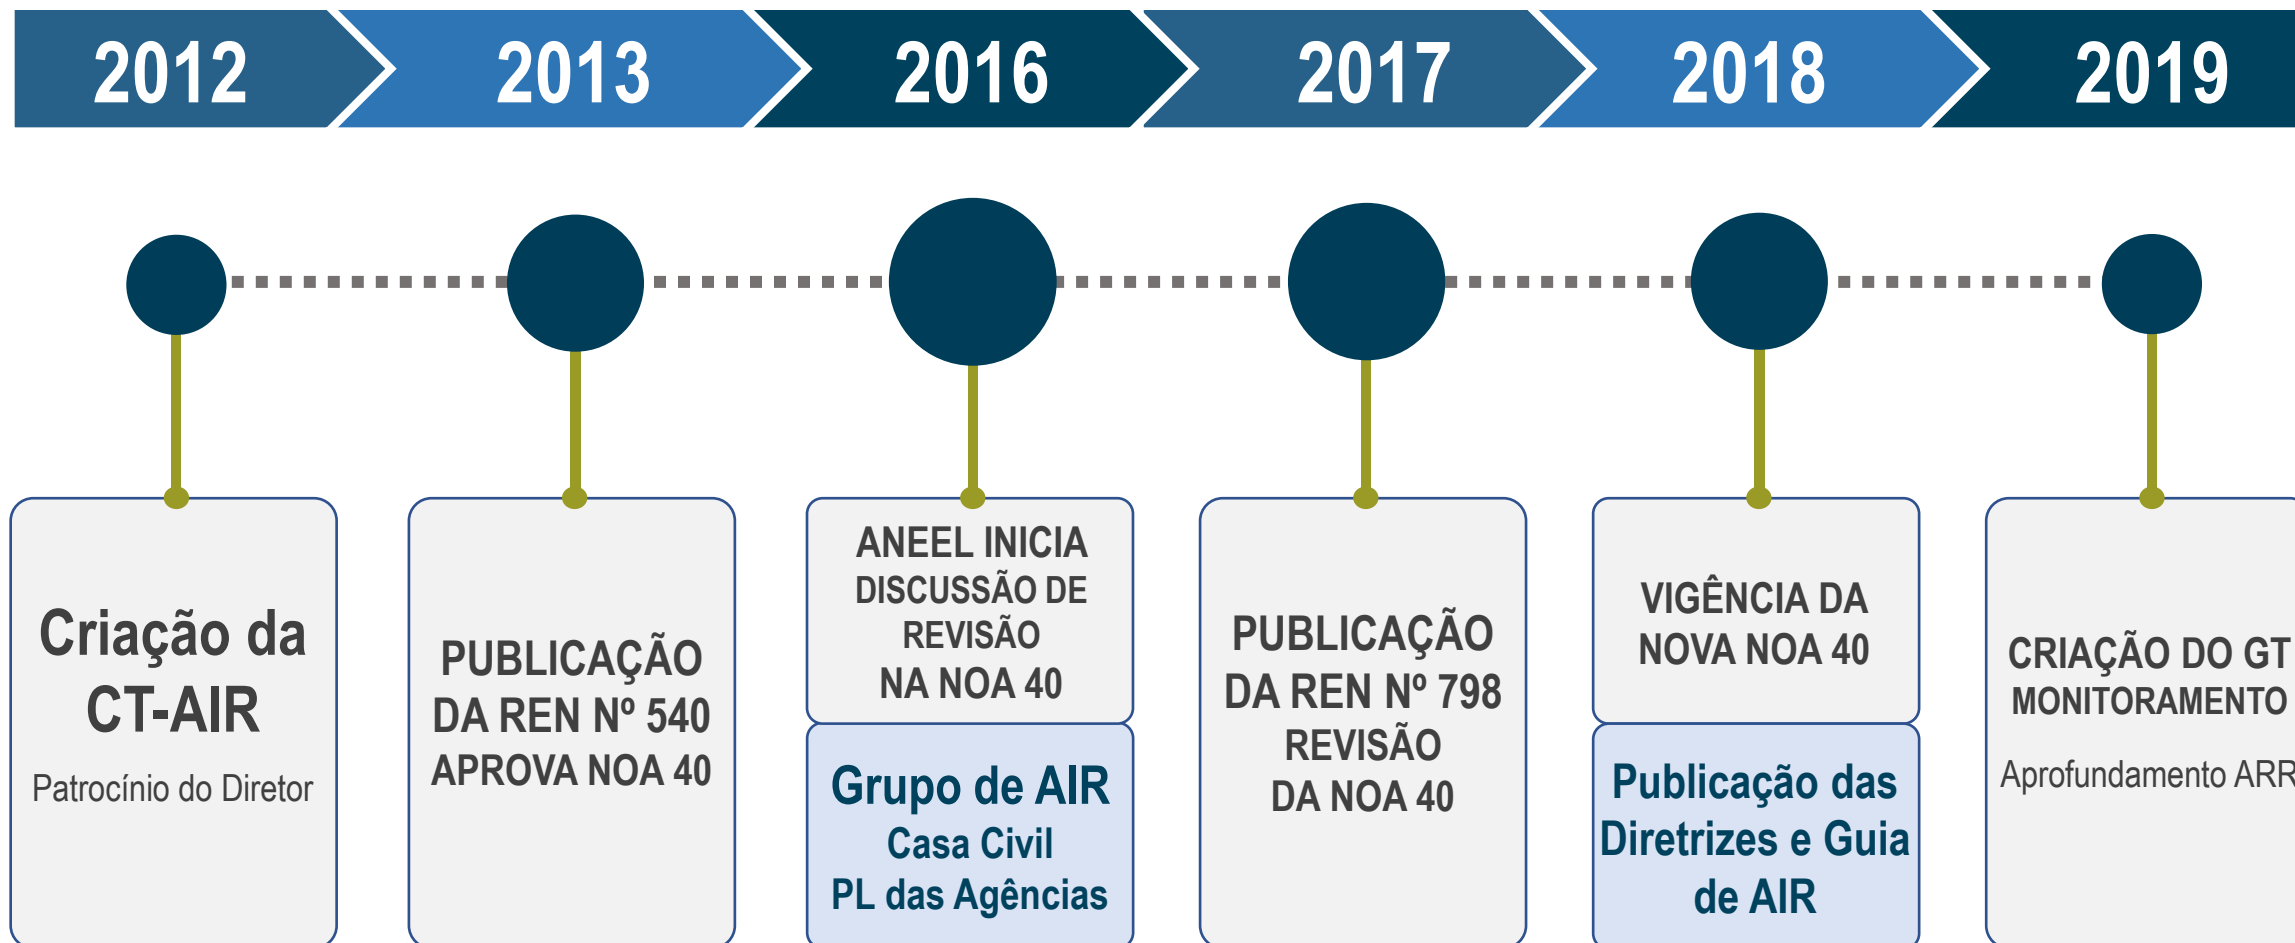 2012
2013
2016
2017
2018
2019
Criação da
CT-AIR
Patrocínio do Diretor
PUBLICAÇÃO
DA REN Nº 540
APROVA NOA 40
ANEEL INICIA
DISCUSSÃO DE
REVISÃO
NA NOA 40
Grupo de AIR
Casa Civil
PL das Agências
PUBLICAÇÃO
DA REN Nº 798
REVISÃO
DA NOA 40
VIGÊNCIA DA
NOVA NOA 40
Publicação das
Diretrizes e Guia
de AIR
CRIAÇÃO DO GT
MONITORAMENTO
Aprofundamento ARR